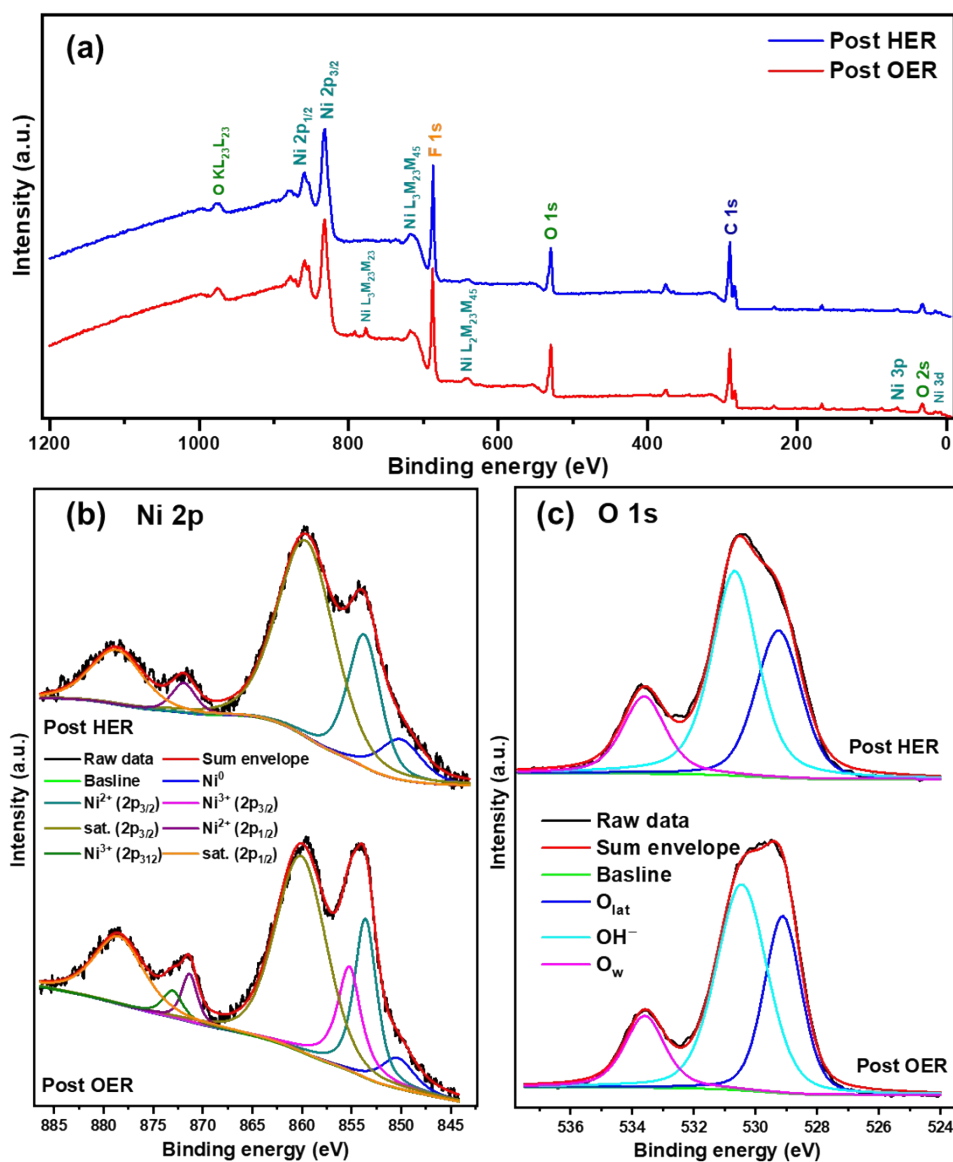 (a)
Post HER
Post OER
O KL₂₃L₂₃
Ni 2p₁/₂
Ni 2p₃/₂
Ni L₃M₂₃M₂₃
Ni L₃M₂₃M₄₅
F 1s
Ni L₂M₂₃M₄₅
O 1s
C 1s
Ni 3p
O 2s
Ni 3d
Intensity (a.u.)
1200 1000 800 600 400 200 0
Binding energy (eV)
(b) Ni 2p
Post HER
Raw data Sum envelope
Basline Ni⁰
Ni²⁺ (2p₃/₂) Ni³⁺ (2p₃/₂)
sat. (2p₃/₂) Ni²⁺ (2p₁/₂)
Ni³⁺ (2p₃₁₂) sat. (2p₁/₂)
Post OER
Intensity (a.u.)
885 880 875 870 865 860 855 850 845
Binding energy (eV)
(c) O 1s
Post HER
Raw data
Sum envelope
Basline
O_lat
OH⁻
O_w
Post OER
Intensity (a.u.)
536 534 532 530 528 526 524
Binding energy (eV)